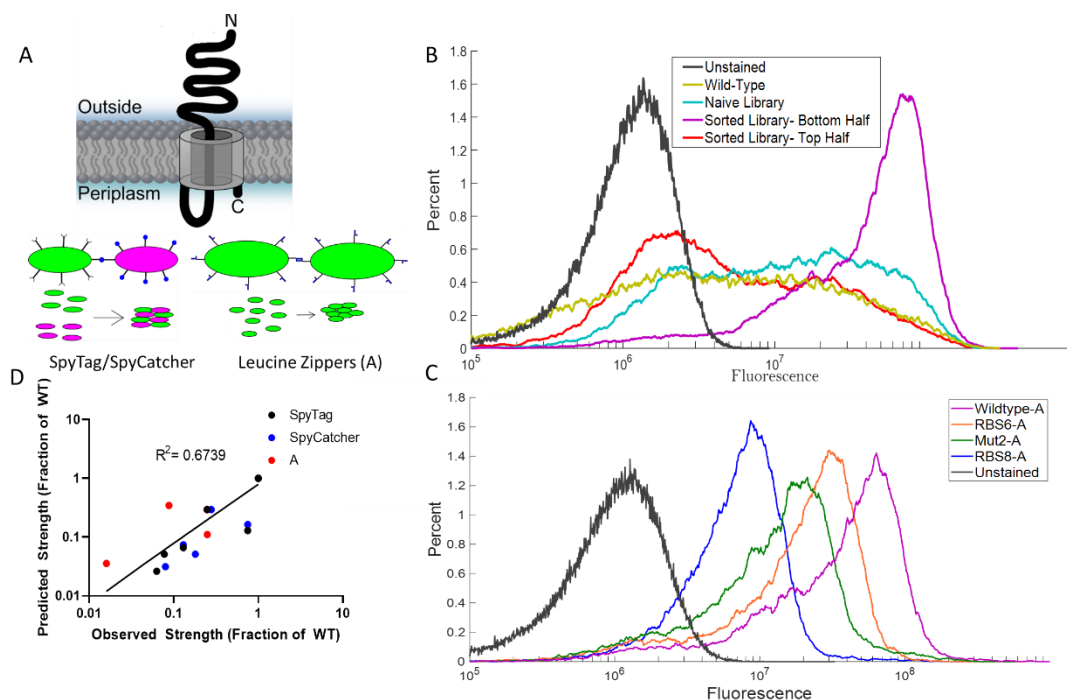 A
N
Outside
Periplasm
C
SpyTag/SpyCatcher
Leucine Zippers (A)
B
1.8
1.6
1.4
1.2
1
0.8
0.6
0.4
0.2
0
Percent
Unstained
Wild-Type
Naive Library
Sorted Library- Bottom Half
Sorted Library- Top Half
10^5
10^6
10^7
Fluorescence
D
Predicted Strength (Fraction of WT)
10
1
0.1
0.01
R^2= 0.6739
SpyTag
SpyCatcher
A
0.01
0.1
1
10
Observed Strength (Fraction of WT)
C
1.8
1.6
1.4
1.2
1
0.8
0.6
0.4
0.2
0
Percent
Wildtype-A
RBS6-A
Mut2-A
RBS8-A
Unstained
10^5
10^6
10^7
10^8
Fluorescence